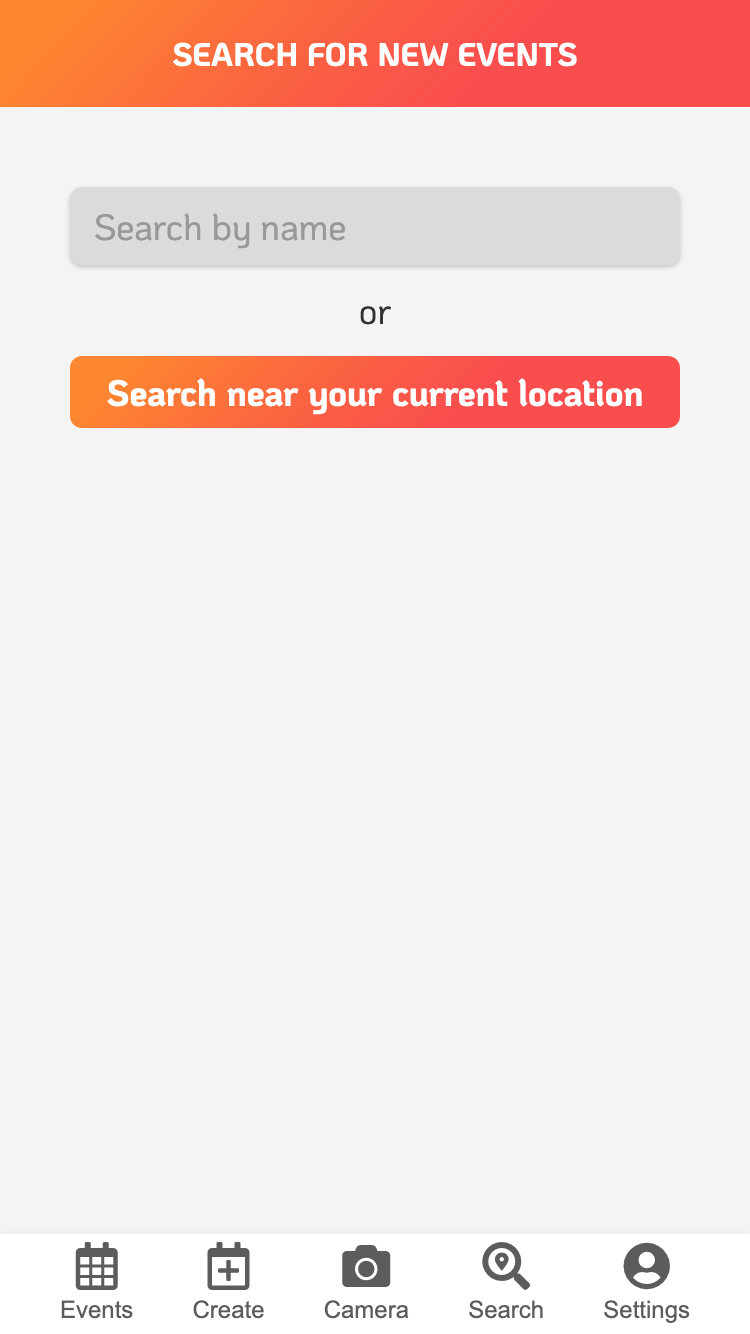 SEARCH FOR NEW EVENTS
Search by name
or
Search near your current location
Events Create Camera Search Settings